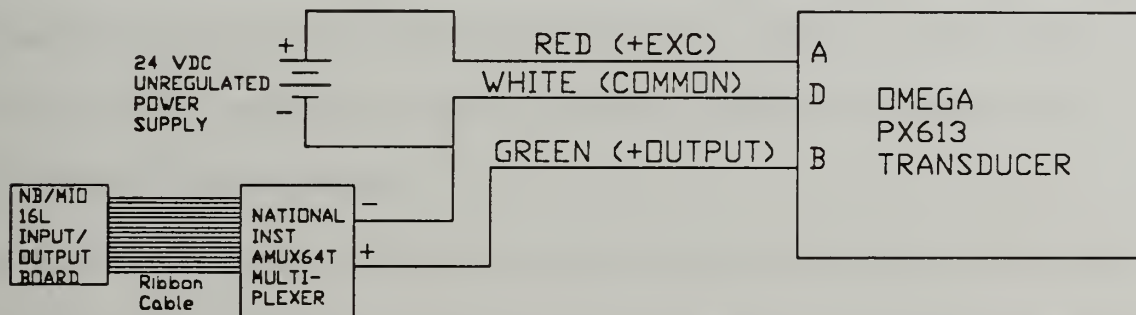 +
24 VDC
UNREGULATED
POWER
SUPPLY
−
RED (+EXC)
WHITE (COMMON)
GREEN (+OUTPUT)
A
D
B
OMEGA
PX613
TRANSDUCER
NB/MIO
16L
INPUT/
OUTPUT
BOARD
Ribbon
Cable
NATIONAL
INST
AMUX64T
MULTI-
PLEXER
−
+